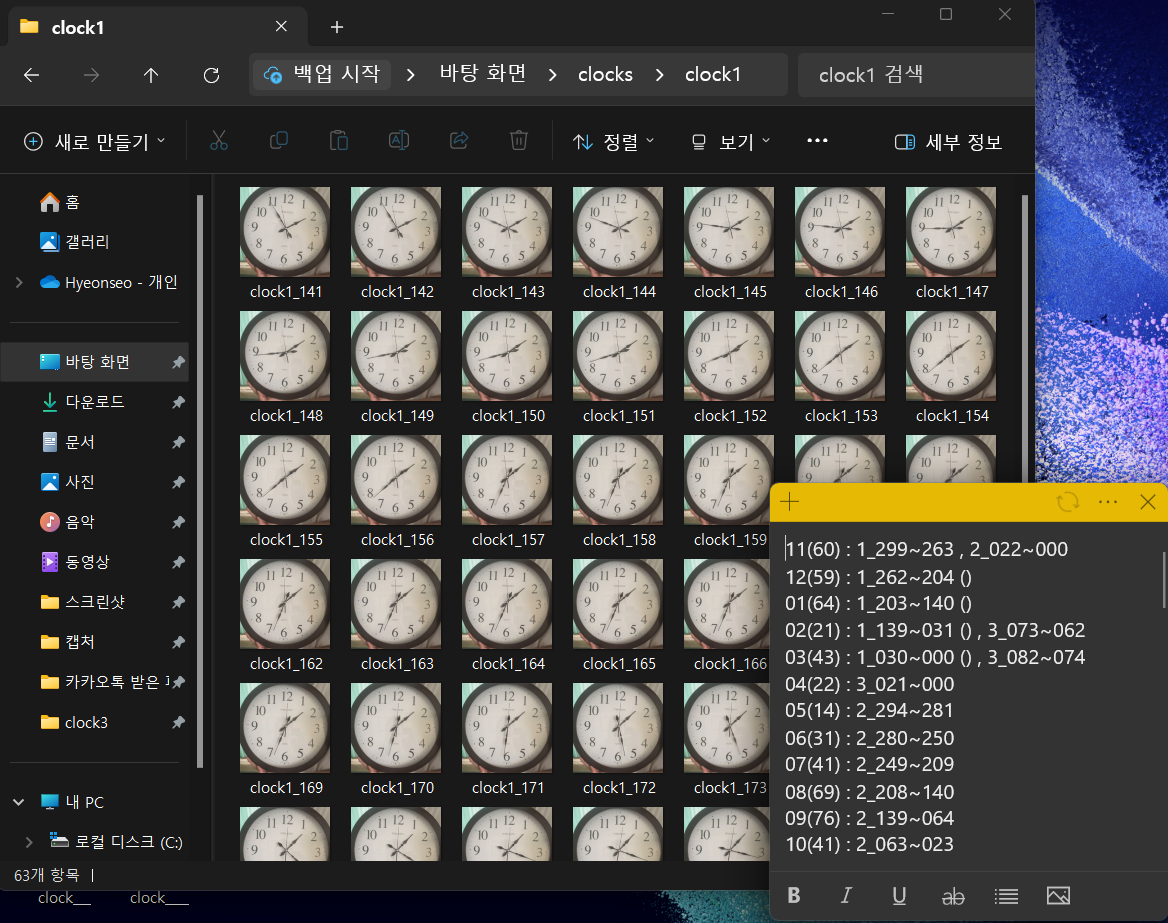 clock1
백업 시작 바탕 화면 clocks clock1
clock1 검색
새로 만들기 정렬 보기 세부 정보
홈
갤러리
Hyeonseo - 개인
바탕 화면
다운로드
문서
사진
음악
동영상
스크린샷
캡처
카카오톡 받은
clock3
내 PC
로컬 디스크 (C:)
clock1_141 clock1_142 clock1_143 clock1_144 clock1_145 clock1_146 clock1_147
clock1_148 clock1_149 clock1_150 clock1_151 clock1_152 clock1_153 clock1_154
clock1_155 clock1_156 clock1_157 clock1_158 clock1_159
clock1_162 clock1_163 clock1_164 clock1_165 clock1_166
clock1_169 clock1_170 clock1_171 clock1_172 clock1_173
63개 항목
clock__ clock___
11(60) : 1_299~263 , 2_022~000
12(59) : 1_262~204 ()
01(64) : 1_203~140 ()
02(21) : 1_139~031 () , 3_073~062
03(43) : 1_030~000 () , 3_082~074
04(22) : 3_021~000
05(14) : 2_294~281
06(31) : 2_280~250
07(41) : 2_249~209
08(69) : 2_208~140
09(76) : 2_139~064
10(41) : 2_063~023
B I U ab